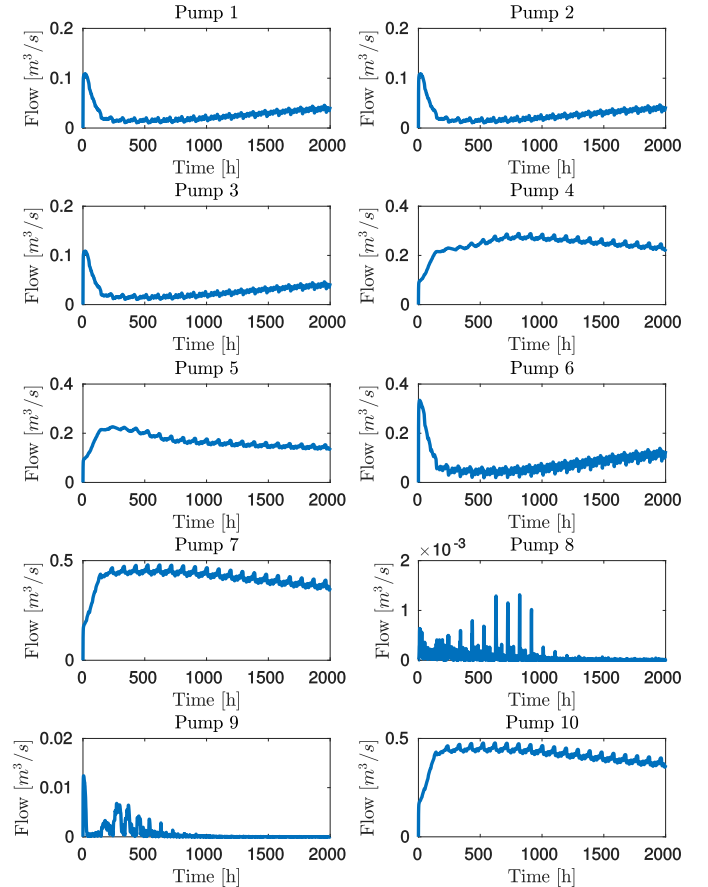 Pump 1
Pump 2
Flow [m³/s]
0.2
0.1
0
0 500 1000 1500 2000
Time [h]
Flow [m³/s]
0.2
0.1
0
0 500 1000 1500 2000
Time [h]
Pump 3
Pump 4
Flow [m³/s]
0.2
0.1
0
0 500 1000 1500 2000
Time [h]
Flow [m³/s]
0.4
0.2
0
0 500 1000 1500 2000
Time [h]
Pump 5
Pump 6
Flow [m³/s]
0.4
0.2
0
0 500 1000 1500 2000
Time [h]
Flow [m³/s]
0.4
0.2
0
0 500 1000 1500 2000
Time [h]
Pump 7
Pump 8
Flow [m³/s]
0.5
0
0 500 1000 1500 2000
Time [h]
×10⁻³
Flow [m³/s]
2
1
0
0 500 1000 1500 2000
Time [h]
Pump 9
Pump 10
Flow [m³/s]
0.02
0.01
0
0 500 1000 1500 2000
Time [h]
Flow [m³/s]
0.5
0
0 500 1000 1500 2000
Time [h]